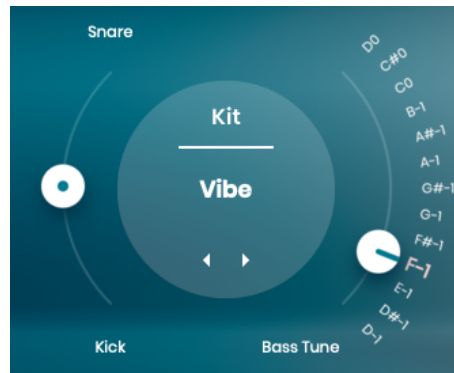 Snare
Kit
Vibe
Kick
Bass Tune
D0
C#0
C0
B-1
A#-1
A-1
G#-1
G-1
F#-1
F-1
E-1
D#-1
D-1